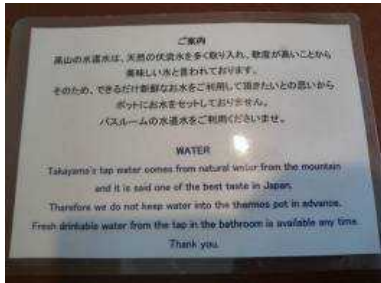 ご案内
高山の水道水は、天然の伏流水を多く取り入れ、軟度が高いことから
美味しい水と言われております。
そのため、できるだけ新鮮なお水をご利用して頂きたいとの思いから
ポットにお水をセットしておりません。
バスルームの水道水をご利用くださいませ。
WATER
Takayama's tap water comes from natural water from the mountain
and it is said one of the best taste in Japan.
Therefore we do not keep water into the thermos pot in advance.
Fresh drinkable water from the tap in the bathroom is available any time.
Thank you.